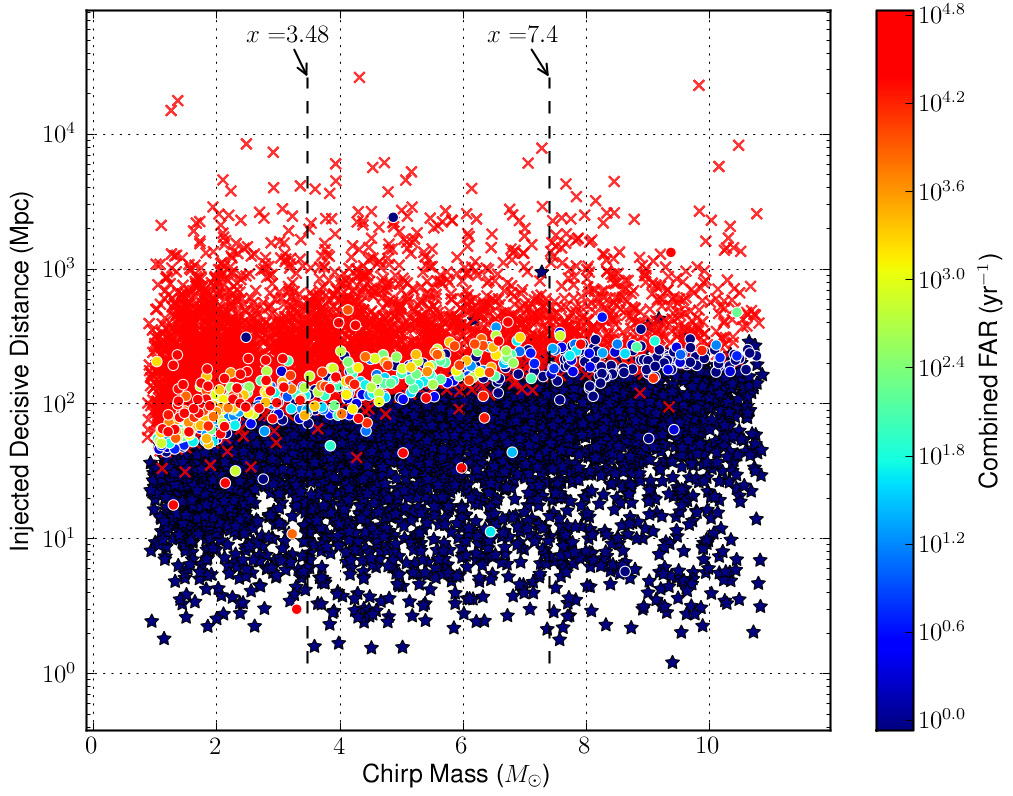 x =3.48
x =7.4
10^4
10^3
10^2
10^1
10^0
Injected Decisive Distance (Mpc)
0 2 4 6 8 10
Chirp Mass (M⊙)
10^4.8
10^4.2
10^3.6
10^3.0
10^2.4
10^1.8
10^1.2
10^0.6
10^0.0
Combined FAR (yr^−1)